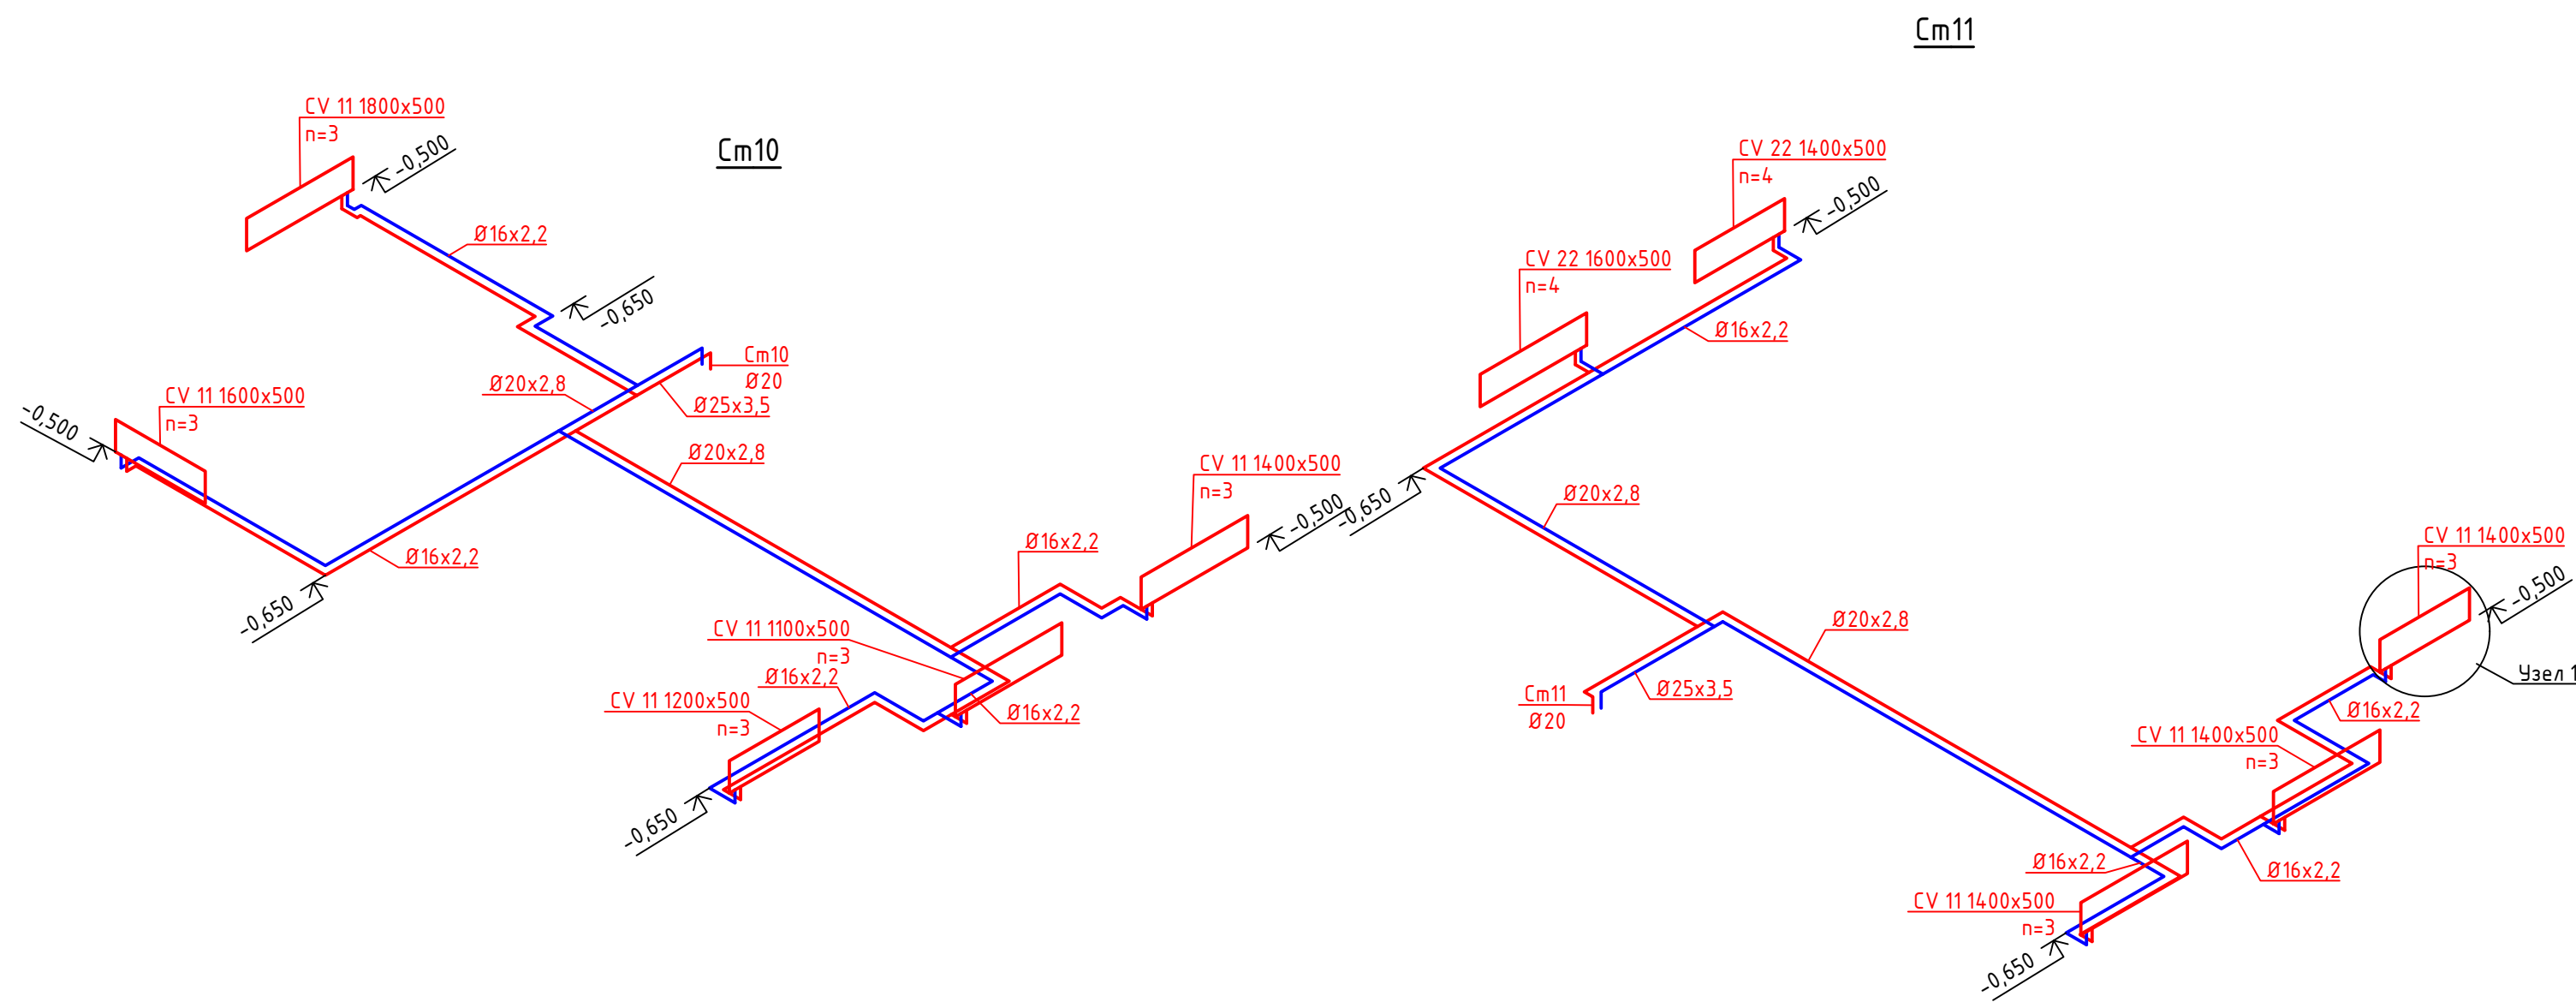 Cm11
Cm10
CV 11 1800x500
n=3
-0,500
Ø16x2,2
-0,650
Cm10
Ø20
Ø20x2,8
Ø25x3,5
CV 11 1600x500
n=3
-0,500
Ø16x2,2
-0,650
Ø20x2,8
CV 11 1400x500
n=3
-0,500
Ø16x2,2
CV 11 1100x500
n=3
Ø16x2,2
CV 11 1200x500
n=3
Ø16x2,2
-0,650
CV 22 1400x500
n=4
-0,500
CV 22 1600x500
n=4
Ø16x2,2
-0,650
Ø20x2,8
Ø20x2,8
Cm11
Ø20
Ø25x3,5
CV 11 1400x500
n=3
-0,500
Узел 1
Ø16x2,2
CV 11 1400x500
n=3
Ø16x2,2
Ø16x2,2
CV 11 1400x500
n=3
-0,650